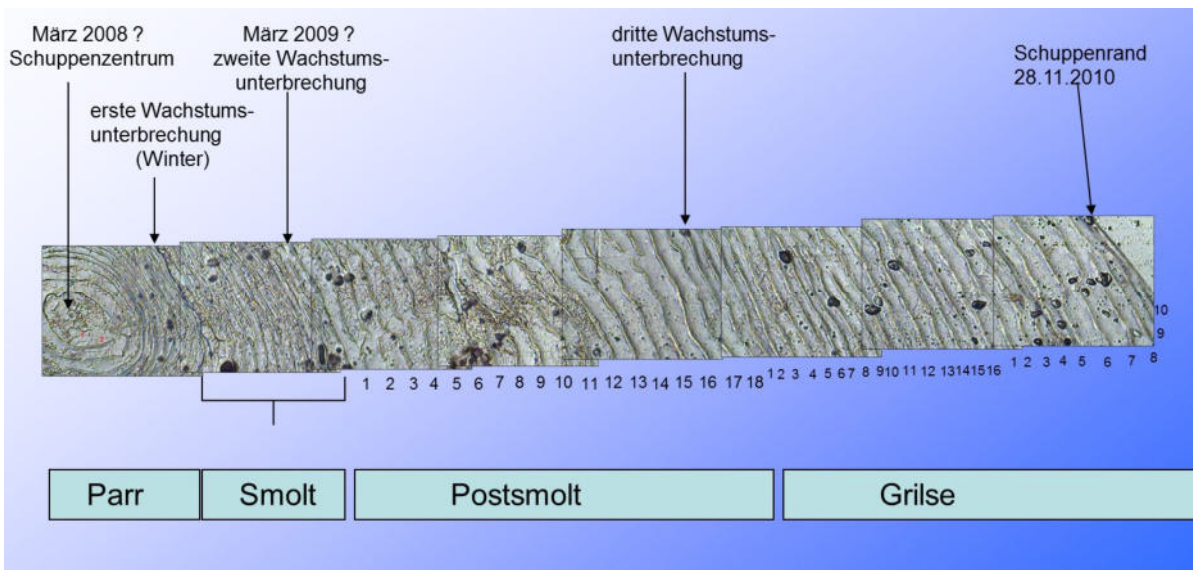 März 2008 ?
Schuppenzentrum
erste Wachstums-
unterbrechung
(Winter)
März 2009 ?
zweite Wachstums-
unterbrechung
dritte Wachstums-
unterbrechung
Schuppenrand
28.11.2010
10
9
1 2 3 4 5 6 7 8 9 10 11 12 13 14 15 16 17 18 1 2 3 4 5 6 7 8 9 10 11 12 13 14 15 16 1 2 3 4 5 6 7 8
Parr Smolt Postsmolt Grilse